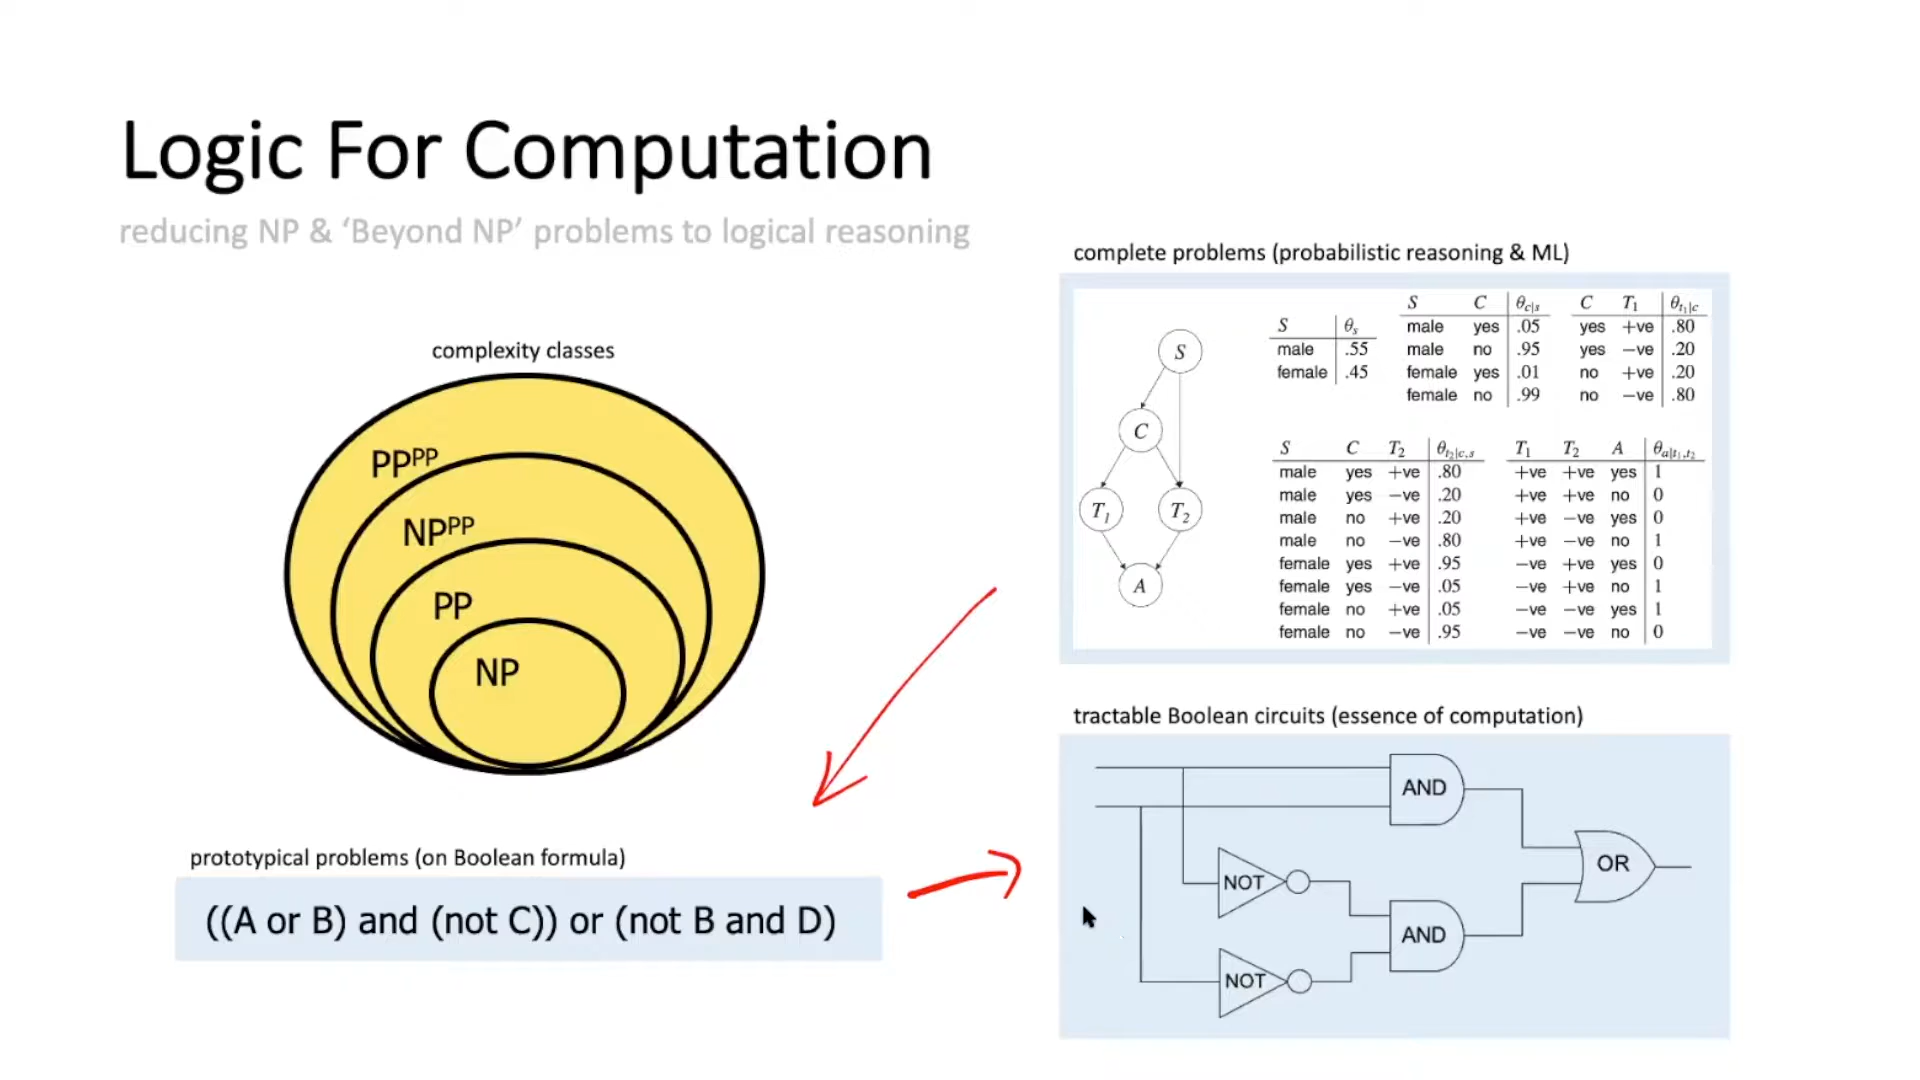 Logic For Computation
reducing NP & ‘Beyond NP’ problems to logical reasoning
complexity classes
PPᴾᴾ
NPᴾᴾ
PP
NP
prototypical problems (on Boolean formula)
((A or B) and (not C)) or (not B and D)
complete problems (probabilistic reasoning & ML)
S
C
T₁
T₂
A
S θₛ
male .55
female .45
S C θ_{c|s}
male yes .05
male no .95
female yes .01
female no .99
C T₁ θ_{t₁|c}
yes +ve .80
yes −ve .20
no +ve .20
no −ve .80
S C T₂ θ_{t₂|c,s}
male yes +ve .80
male yes −ve .20
male no +ve .20
male no −ve .80
female yes +ve .95
female yes −ve .05
female no +ve .05
female no −ve .95
T₁ T₂ A θ_{a|t₁,t₂}
+ve +ve yes 1
+ve +ve no 0
+ve −ve yes 0
+ve −ve no 1
−ve +ve yes 0
−ve +ve no 1
−ve −ve yes 1
−ve −ve no 0
tractable Boolean circuits (essence of computation)
AND
OR
NOT
AND
NOT